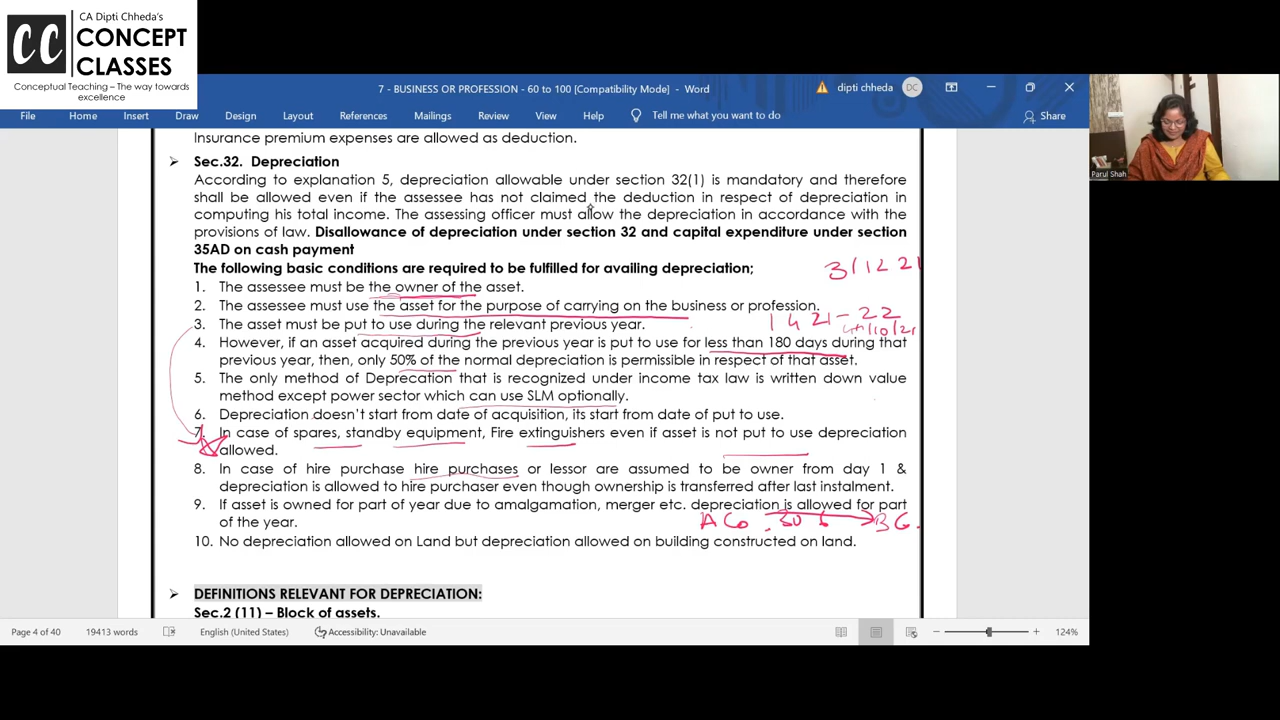 CA Dipti Chheda's
CONCEPT
CLASSES
CC
Conceptual Teaching – The way towards
excellence
7 - BUSINESS OR PROFESSION - 60 to 100 [Compatibility Mode] - Word
dipti chheda
DC
File Home Insert Draw Design Layout References Mailings Review View Help Tell me what you want to do Share
Parul Shah
Insurance premium expenses are allowed as deduction.
➢ Sec.32. Depreciation
According to explanation 5, depreciation allowable under section 32(1) is mandatory and therefore
shall be allowed even if the assessee has not claimed the deduction in respect of depreciation in
computing his total income. The assessing officer must allow the depreciation in accordance with the
provisions of law. Disallowance of depreciation under section 32 and capital expenditure under section
35AD on cash payment
The following basic conditions are required to be fulfilled for availing depreciation;
31 12 21
1. The assessee must be the owner of the asset.
2. The assessee must use the asset for the purpose of carrying on the business or profession.
1 4 21 - 22
3. The asset must be put to use during the relevant previous year.
4. However, if an asset acquired during the previous year is put to use for less than 180 days during that
previous year, then, only 50% of the normal depreciation is permissible in respect of that asset.
5. The only method of Deprecation that is recognized under income tax law is written down value
method except power sector which can use SLM optionally.
6. Depreciation doesn't start from date of acquisition, its start from date of put to use.
7. In case of spares, standby equipment, Fire extinguishers even if asset is not put to use depreciation
allowed.
8. In case of hire purchase hire purchases or lessor are assumed to be owner from day 1 &
depreciation is allowed to hire purchaser even though ownership is transferred after last instalment.
9. If asset is owned for part of year due to amalgamation, merger etc. depreciation is allowed for part
of the year.
A Co 30 6 B Co.
10. No depreciation allowed on Land but depreciation allowed on building constructed on land.
➢ DEFINITIONS RELEVANT FOR DEPRECIATION:
Sec.2 (11) – Block of assets.
Page 4 of 40 19413 words English (United States) Accessibility: Unavailable 124%